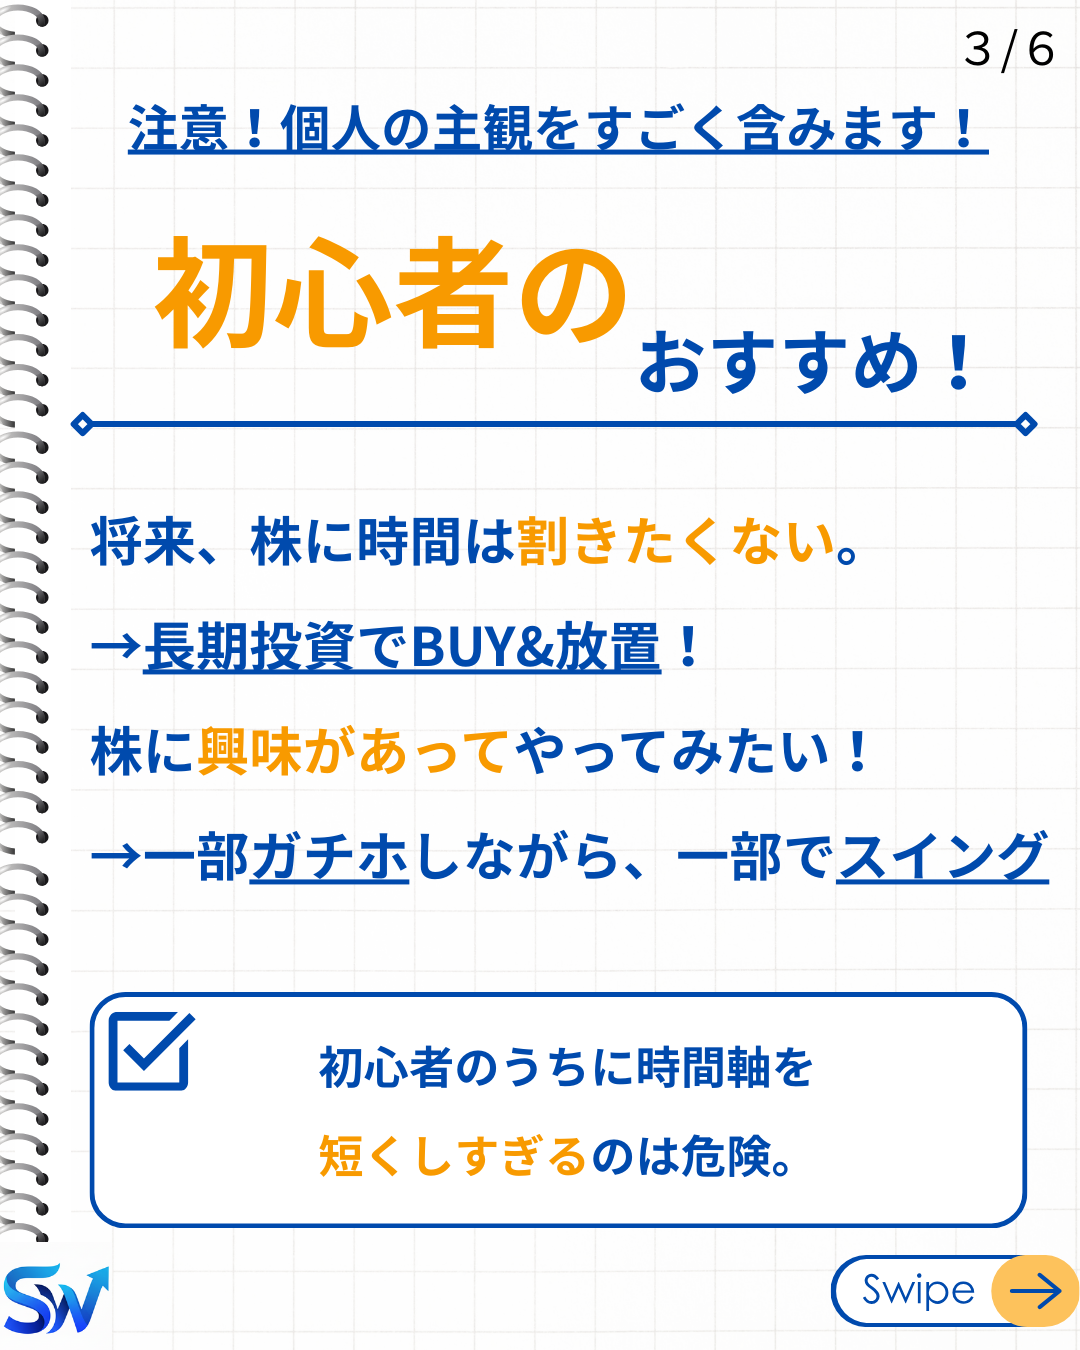 3/6
注意！個人の主観をすごく含みます！
初心者の
おすすめ！
将来、株に時間は割きたくない。
→長期投資でBUY&放置！
株に興味があってやってみたい！
→一部ガチホしながら、一部でスイング
初心者のうちに時間軸を
短くしすぎるのは危険。
SW
Swipe